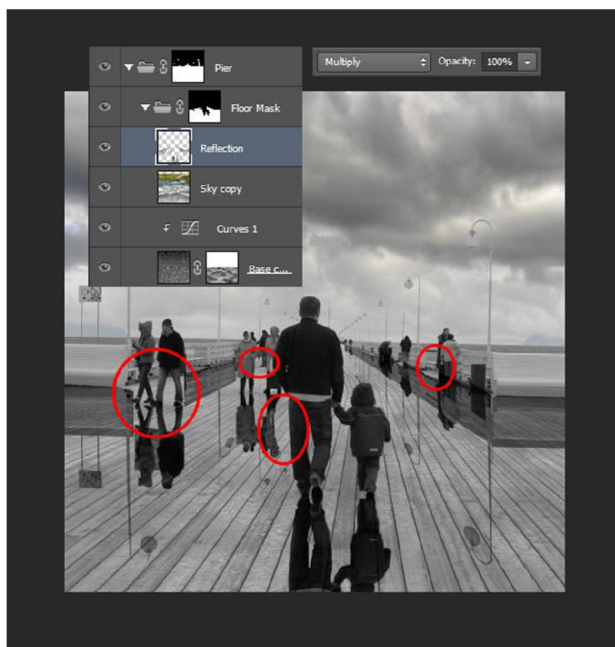 Pier
Multiply Opacity: 100%
Floor Mask
Reflection
Sky copy
Curves 1
Base c...